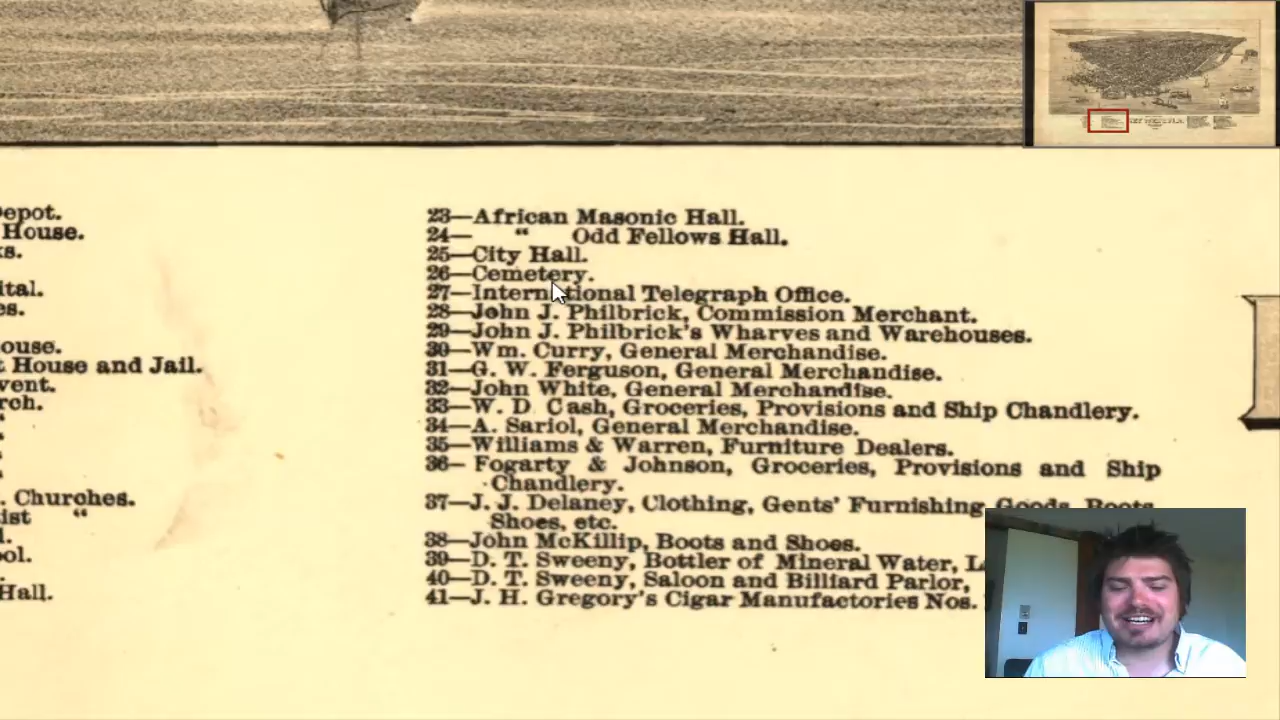 Depot.
House.
ks.
ital.
es.
ouse.
t House and Jail.
vent.
rch.
"
"
"
"
. Churches.
ist "
l.
ool.
.
Hall.
23—African Masonic Hall.
24— " Odd Fellows Hall.
25—City Hall.
26—Cemetery.
27—International Telegraph Office.
28—John J. Philbrick, Commission Merchant.
29—John J. Philbrick's Wharves and Warehouses.
30—Wm. Curry, General Merchandise.
31—G. W. Ferguson, General Merchandise.
32—John White, General Merchandise.
33—W. D Cash, Groceries, Provisions and Ship Chandlery.
34—A. Sariol, General Merchandise.
35—Williams & Warren, Furniture Dealers.
36— Fogarty & Johnson, Groceries, Provisions and Ship
Chandlery.
37—J. J. Delaney, Clothing, Gents' Furnishing Goods, Boots
Shoes, etc.
38—John McKillip, Boots and Shoes.
39—D. T. Sweeny, Bottler of Mineral Water, L
40—D. T. Sweeny, Saloon and Billiard Parlor,
41—J. H. Gregory's Cigar Manufactories Nos.